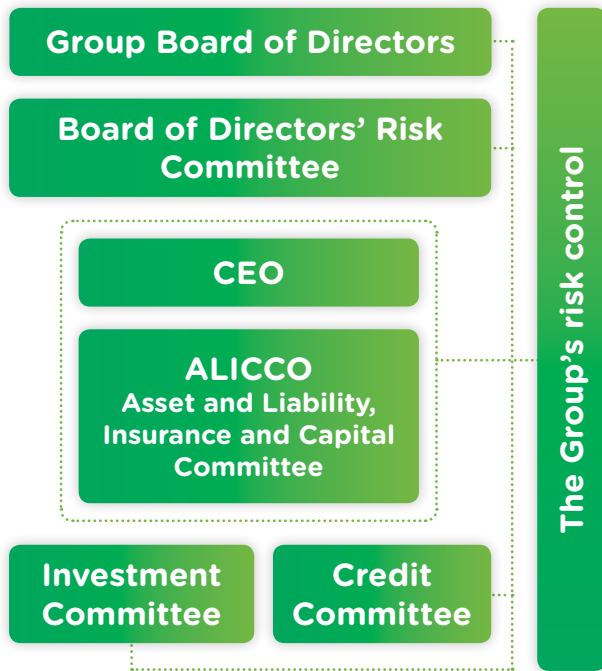 Group Board of Directors
Board of Directors’ Risk
Committee
CEO
ALICCO
Asset and Liability,
Insurance and Capital
Committee
Investment
Committee
Credit
Committee
The Group’s risk control